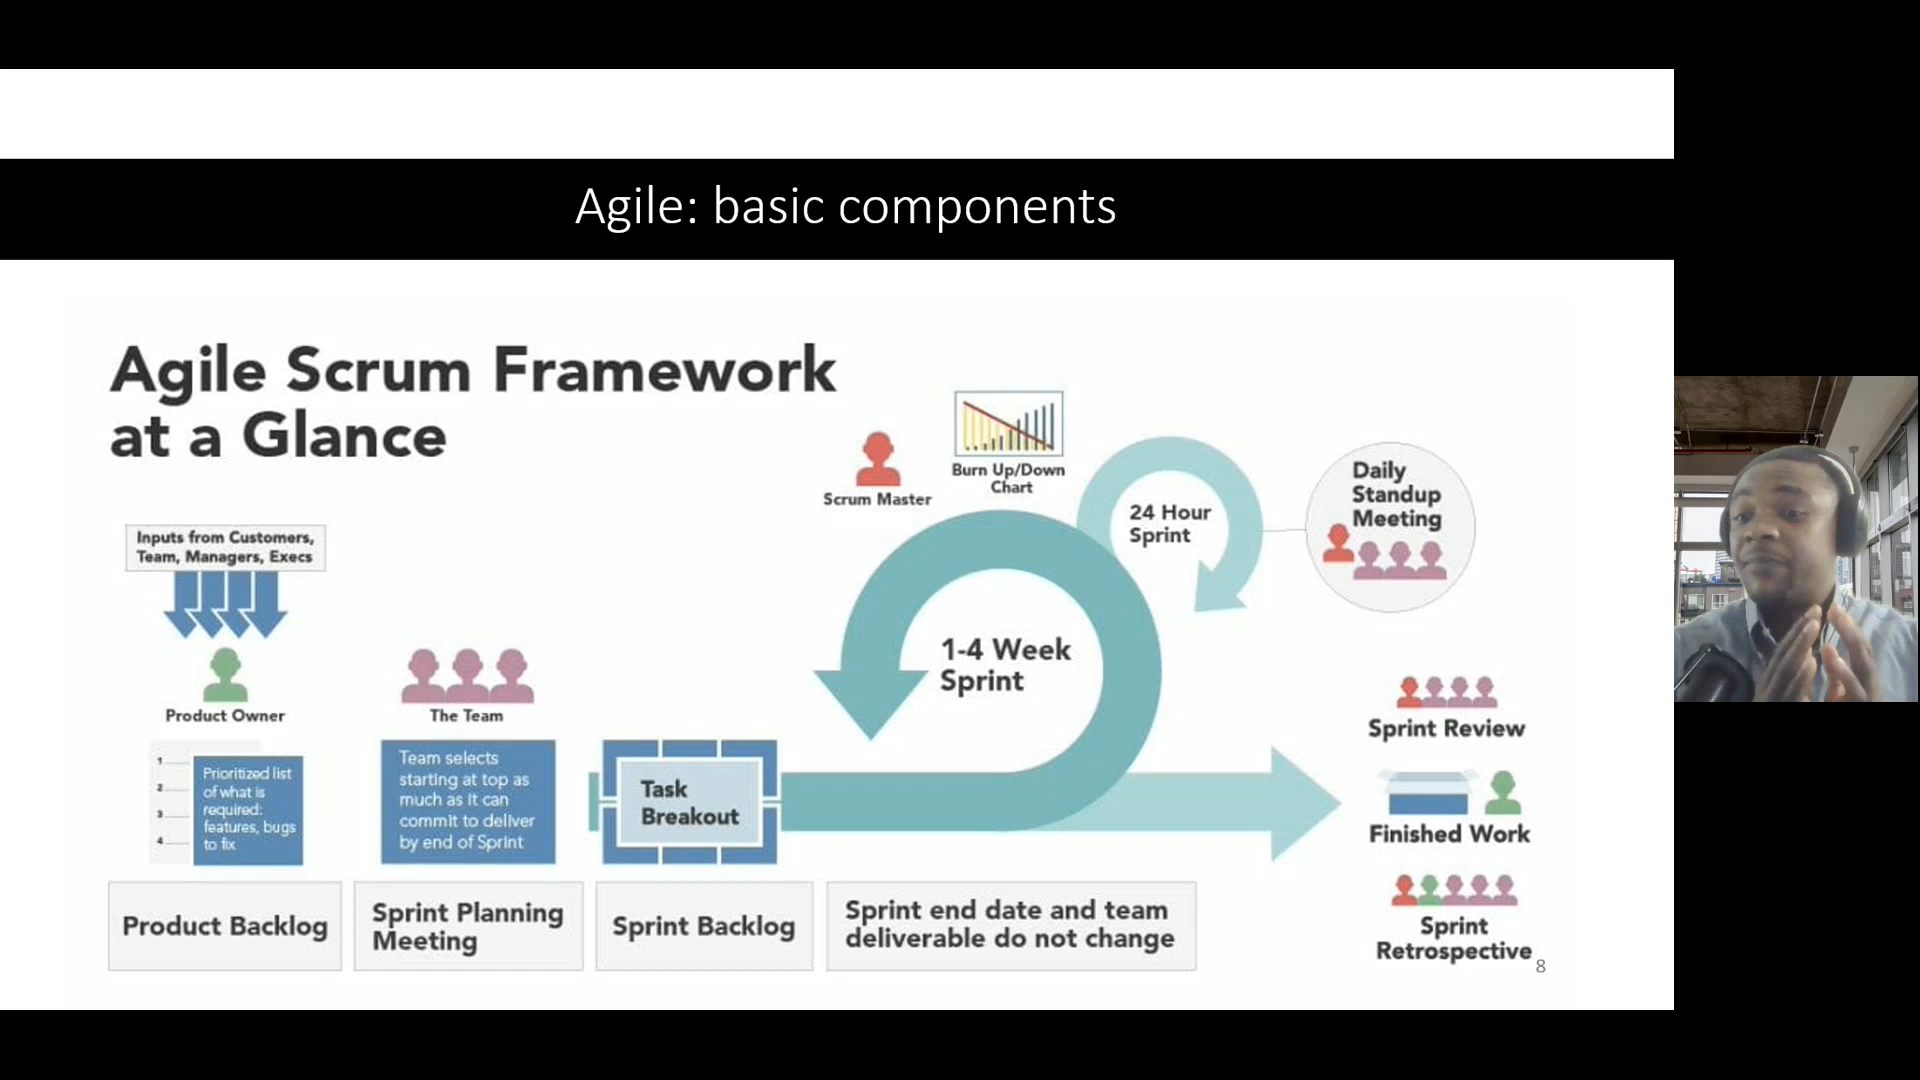 Agile: basic components
Agile Scrum Framework
at a Glance
Inputs from Customers,
Team, Managers, Execs
Product Owner
1
2
3
4
Prioritized list
of what is
required:
features, bugs
to fix
Product Backlog
The Team
Team selects
starting at top as
much as it can
commit to deliver
by end of Sprint
Sprint Planning
Meeting
Task
Breakout
Sprint Backlog
Scrum Master
Burn Up/Down
Chart
1-4 Week
Sprint
24 Hour
Sprint
Daily
Standup
Meeting
Sprint end date and team
deliverable do not change
Sprint Review
Finished Work
Sprint
Retrospective
8